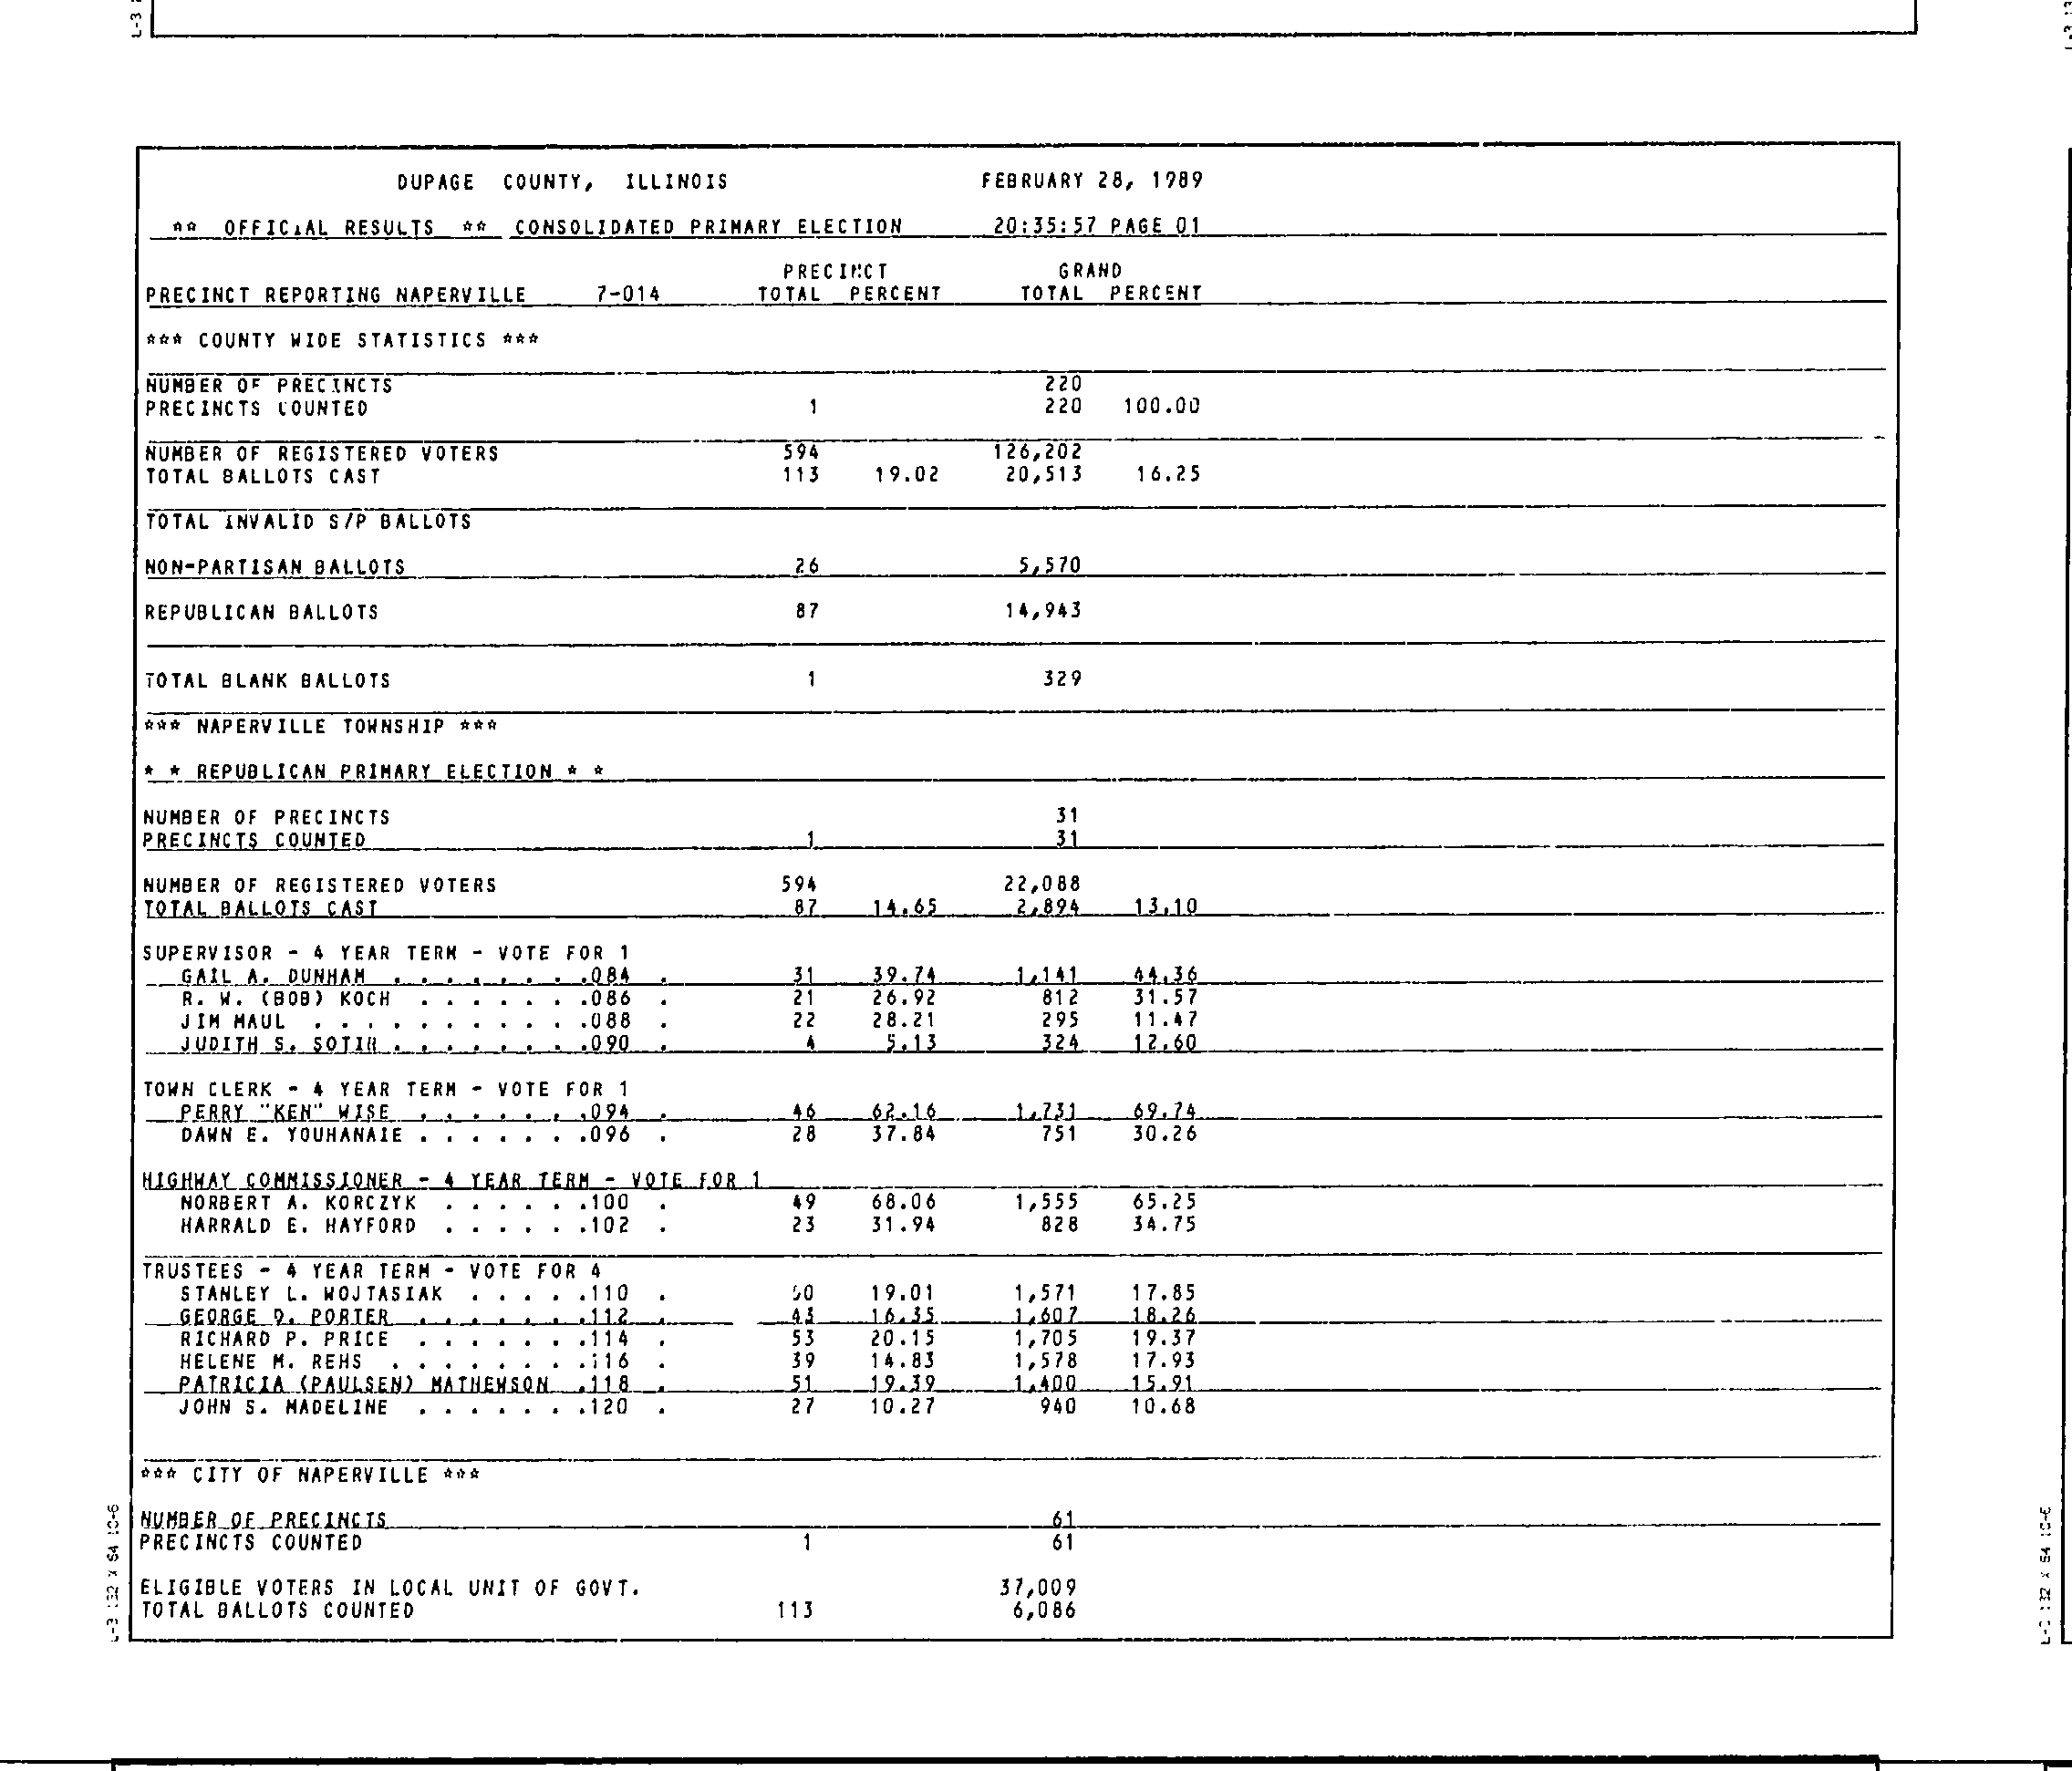 DUPAGE COUNTY, ILLINOIS FEBRUARY 28, 1989
** OFFICIAL RESULTS ** CONSOLIDATED PRIMARY ELECTION 20:35:57 PAGE 01
PRECINCT GRAND
PRECINCT REPORTING NAPERVILLE 7-014 TOTAL PERCENT TOTAL PERCENT
*** COUNTY WIDE STATISTICS ***
NUMBER OF PRECINCTS 220
PRECINCTS COUNTED 1 220 100.00
NUMBER OF REGISTERED VOTERS 594 126,202
TOTAL BALLOTS CAST 113 19.02 20,513 16.25
TOTAL INVALID S/P BALLOTS
NON-PARTISAN BALLOTS 26 5,570
REPUBLICAN BALLOTS 87 14,943
TOTAL BLANK BALLOTS 1 329
*** NAPERVILLE TOWNSHIP ***
* * REPUBLICAN PRIMARY ELECTION * *
NUMBER OF PRECINCTS 31
PRECINCTS COUNTED 1 31
NUMBER OF REGISTERED VOTERS 594 22,088
TOTAL BALLOTS CAST 87 14.65 2,894 13.10
SUPERVISOR - 4 YEAR TERM - VOTE FOR 1
GAIL A. DUNHAM . . . . . . . .084 . 31 39.74 1,141 44.36
R. W. (BOB) KOCH . . . . . . .086 . 21 26.92 812 31.57
JIM MAUL . . . . . . . . . . .088 . 22 28.21 295 11.47
JUDITH S. SOTIR . . . . . . . .090 . 4 5.13 324 12.60
TOWN CLERK - 4 YEAR TERM - VOTE FOR 1
PERRY "KEN" WISE . . . . . . .094 . 46 62.16 1,731 69.74
DAWN E. YOUHANAIE . . . . . . .096 . 28 37.84 751 30.26
HIGHWAY COMMISSIONER - 4 YEAR TERM - VOTE FOR 1
NORBERT A. KORCZYK . . . . . .100 . 49 68.06 1,555 65.25
HARRALD E. HAYFORD . . . . . .102 . 23 31.94 828 34.75
TRUSTEES - 4 YEAR TERM - VOTE FOR 4
STANLEY L. WOJTASIAK . . . . .110 . 50 19.01 1,571 17.85
GEORGE D. PORTER . . . . . . .112 . 43 16.35 1,607 18.26
RICHARD P. PRICE . . . . . . .114 . 53 20.15 1,705 19.37
HELENE M. REHS . . . . . . . .116 . 39 14.83 1,578 17.93
PATRICIA (PAULSEN) MATHEWSON .118 . 51 19.39 1,400 15.91
JOHN S. MADELINE . . . . . . .120 . 27 10.27 940 10.68
*** CITY OF NAPERVILLE ***
NUMBER OF PRECINCTS 61
PRECINCTS COUNTED 1 61
ELIGIBLE VOTERS IN LOCAL UNIT OF GOVT. 37,009
TOTAL BALLOTS COUNTED 113 6,086